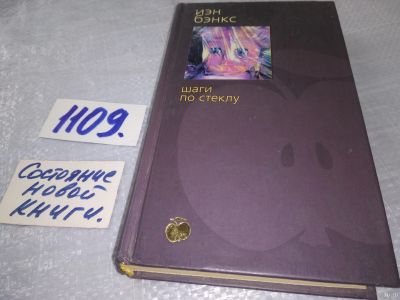 иэн
бэнкс
шаги
по стеклу
1109.
Состояние
новой
книги.